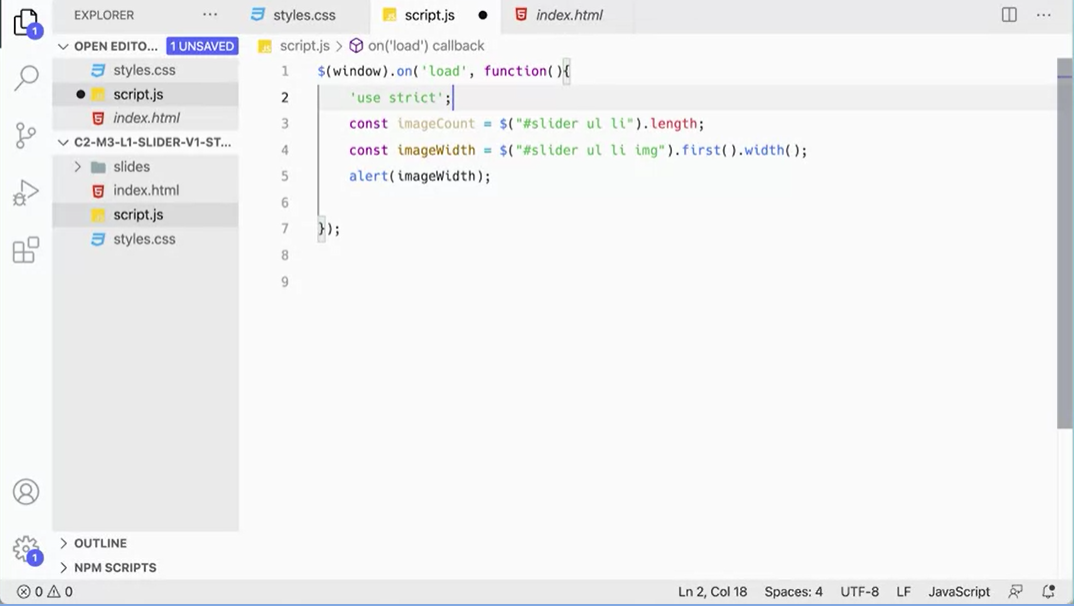 EXPLORER ...
styles.css
script.js
index.html
...
1
OPEN EDITO... 1 UNSAVED
styles.css
script.js
index.html
C2-M3-L1-SLIDER-V1-ST...
slides
index.html
script.js
styles.css
OUTLINE
NPM SCRIPTS
1
script.js > on('load') callback
1 $(window).on('load', function(){
2 'use strict';
3 const imageCount = $("#slider ul li").length;
4 const imageWidth = $("#slider ul li img").first().width();
5 alert(imageWidth);
6
7 });
8
9
0 0 Ln 2, Col 18 Spaces: 4 UTF-8 LF JavaScript